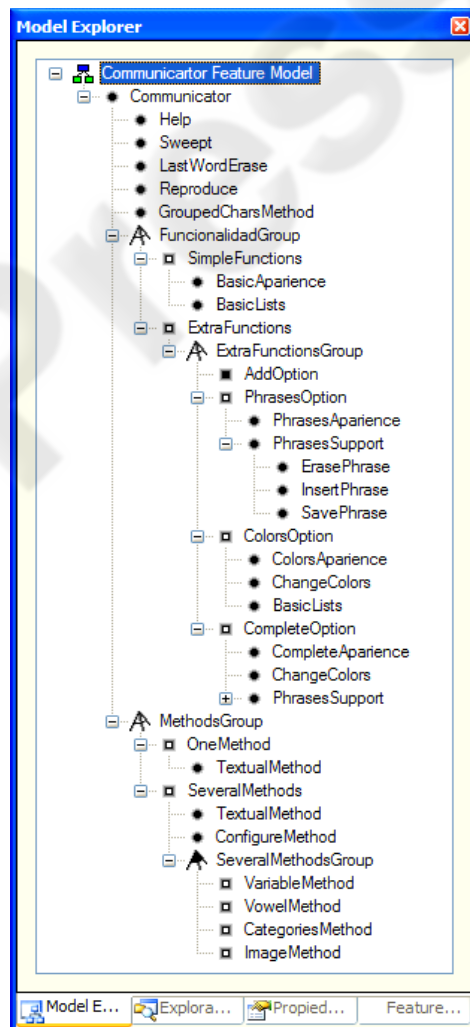 Model Explorer
Communicartor Feature Model
Communicator
Help
Sweept
LastWordErase
Reproduce
GroupedCharsMethod
FuncionalidadGroup
SimpleFunctions
BasicAparience
BasicLists
ExtraFunctions
ExtraFunctionsGroup
AddOption
PhrasesOption
PhrasesAparience
PhrasesSupport
ErasePhrase
InsertPhrase
SavePhrase
ColorsOption
ColorsAparience
ChangeColors
BasicLists
CompleteOption
CompleteAparience
ChangeColors
PhrasesSupport
MethodsGroup
OneMethod
TextualMethod
SeveralMethods
TextualMethod
ConfigureMethod
SeveralMethodsGroup
VariableMethod
VowelMethod
CategoriesMethod
ImageMethod
Model E... Explora... Propied... Feature...